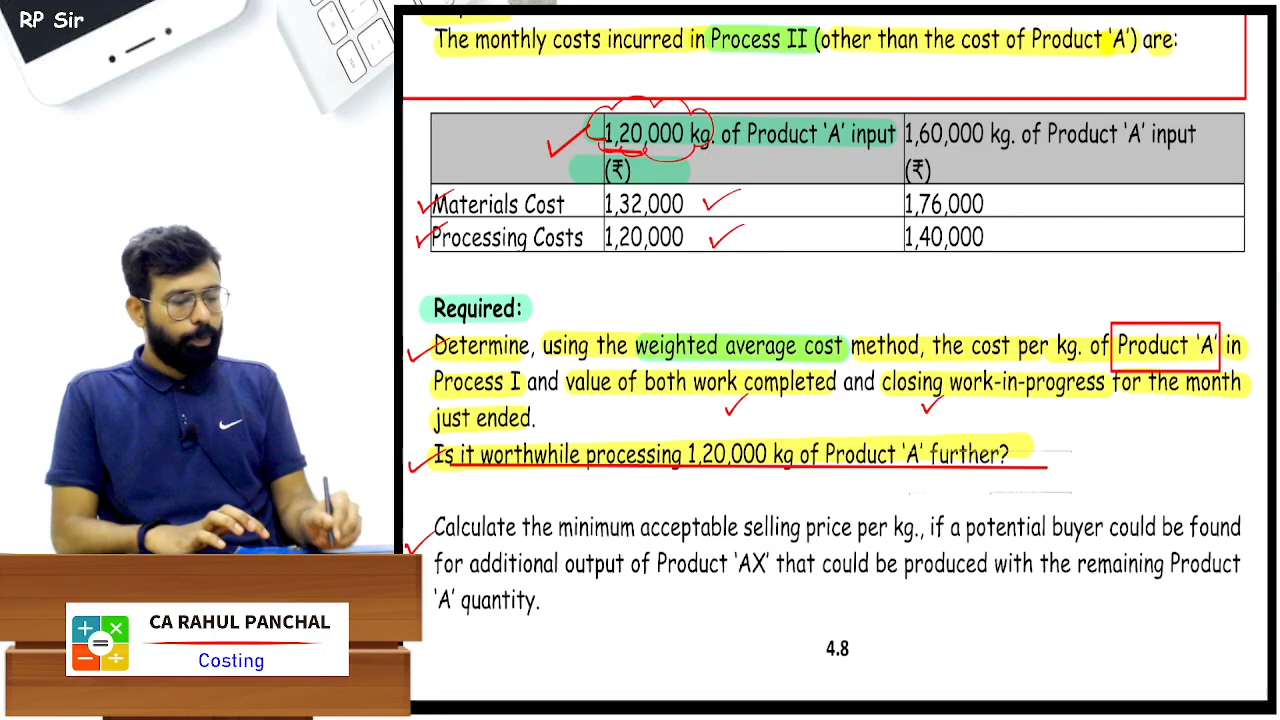 RP Sir
The monthly costs incurred in Process II (other than the cost of Product ‘A’) are:
1,20,000 kg. of Product ‘A’ input
(₹)
1,60,000 kg. of Product ‘A’ input
(₹)
Materials Cost 1,32,000 1,76,000
Processing Costs 1,20,000 1,40,000
Required:
Determine, using the weighted average cost method, the cost per kg. of Product ‘A’ in
Process I and value of both work completed and closing work-in-progress for the month
just ended.
Is it worthwhile processing 1,20,000 kg of Product ‘A’ further?
Calculate the minimum acceptable selling price per kg., if a potential buyer could be found
for additional output of Product ‘AX’ that could be produced with the remaining Product
‘A’ quantity.
4.8
CA RAHUL PANCHAL
Costing